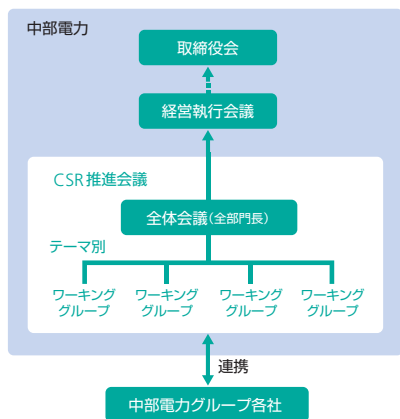 中部電力
取締役会
経営執行会議
CSR推進会議
全体会議(全部門長)
テーマ別
ワーキング
グループ
ワーキング
グループ
ワーキング
グループ
ワーキング
グループ
連携
中部電力グループ各社